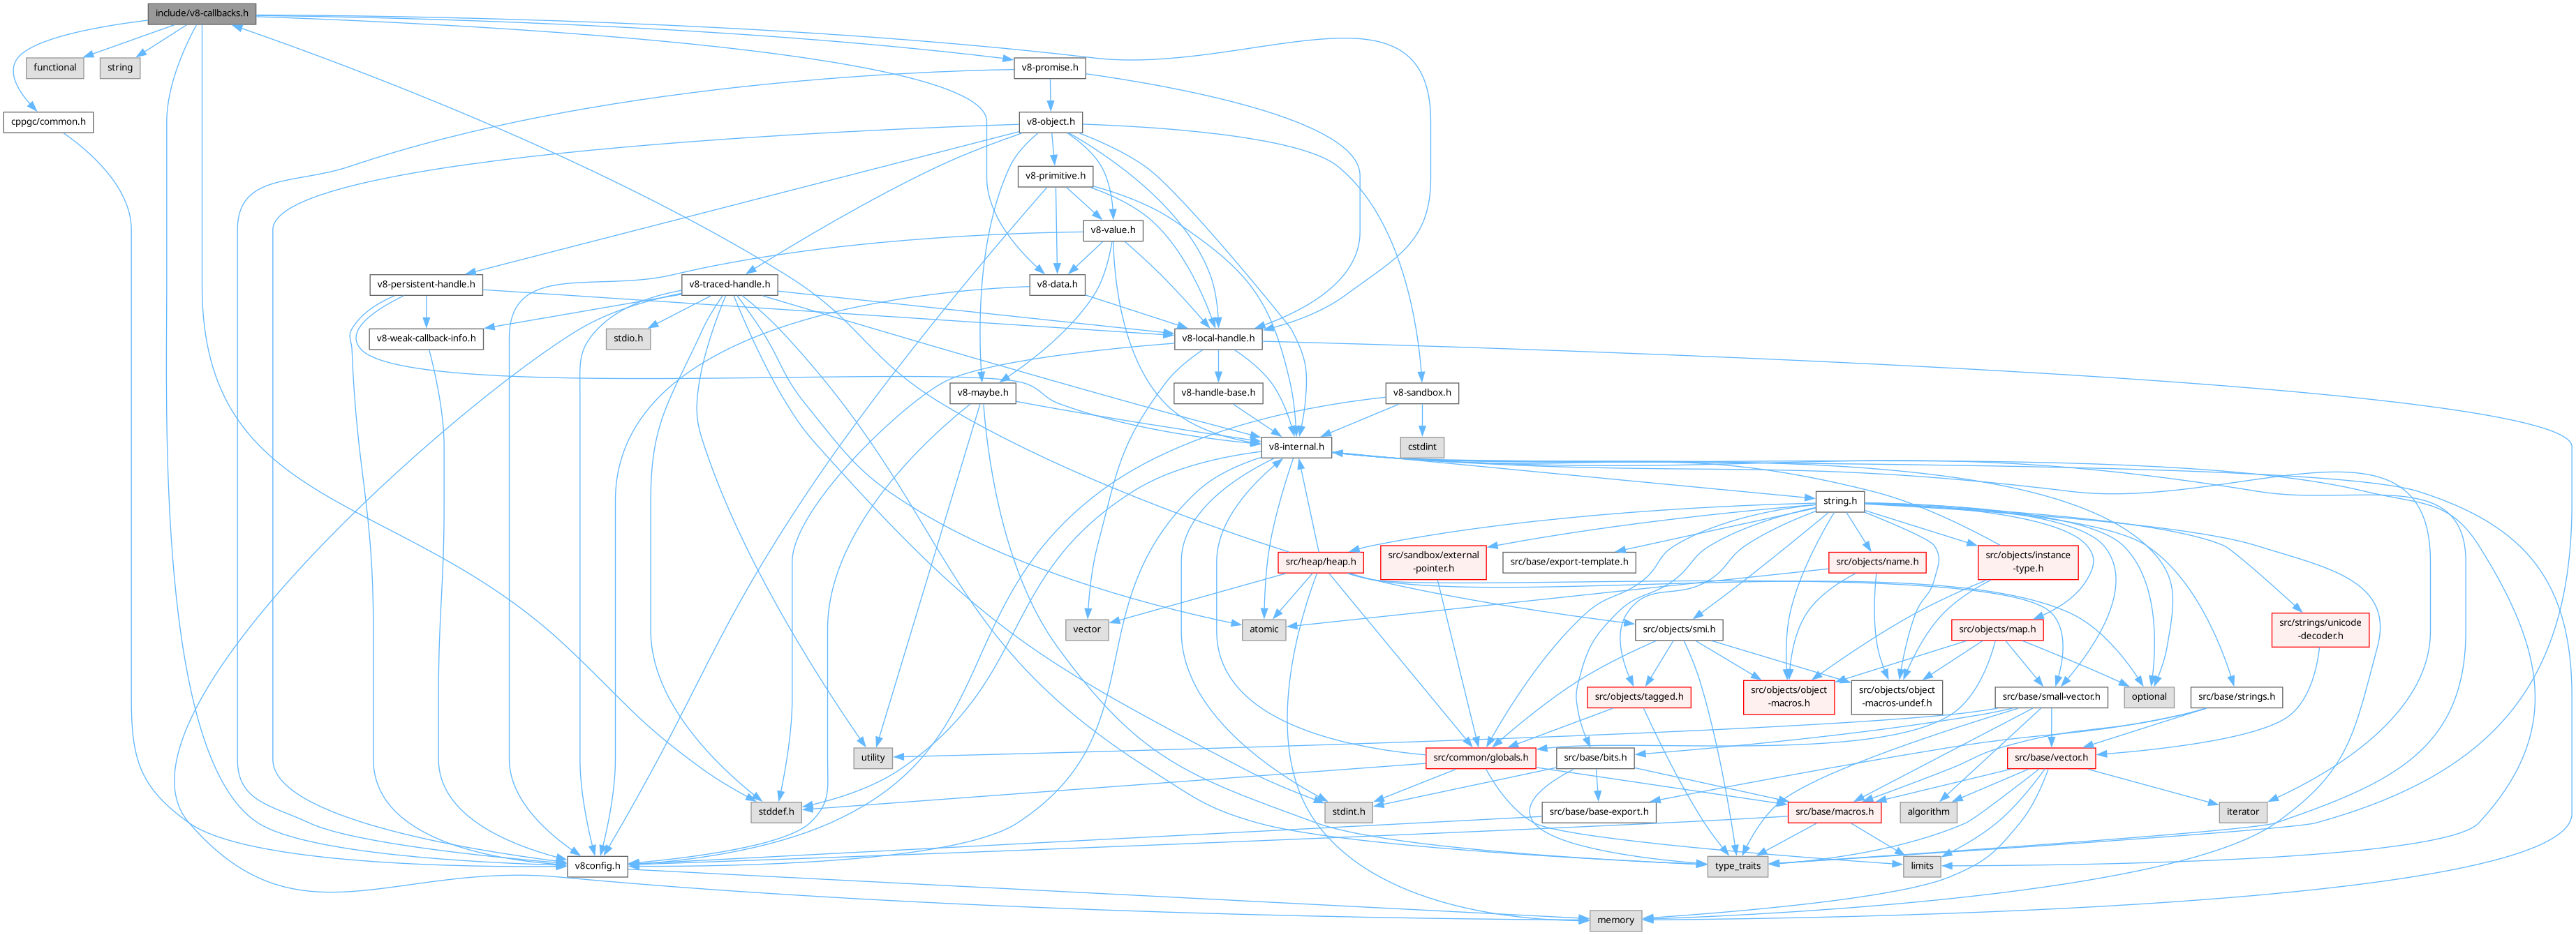 include/v8-callbacks.h
functional
string
v8-promise.h
cppgc/common.h
v8-object.h
v8-primitive.h
v8-value.h
v8-persistent-handle.h
v8-traced-handle.h
v8-data.h
v8-weak-callback-info.h
stdio.h
v8-local-handle.h
v8-maybe.h
v8-handle-base.h
v8-sandbox.h
v8-internal.h
cstdint
string.h
src/heap/heap.h
src/sandbox/external
-pointer.h
src/base/export-template.h
src/objects/name.h
src/objects/instance
-type.h
vector
atomic
src/objects/smi.h
src/objects/map.h
src/strings/unicode
-decoder.h
src/objects/tagged.h
src/objects/object
-macros.h
src/objects/object
-macros-undef.h
src/base/small-vector.h
optional
src/base/strings.h
utility
src/common/globals.h
src/base/bits.h
src/base/vector.h
stddef.h
stdint.h
src/base/base-export.h
src/base/macros.h
algorithm
iterator
v8config.h
type_traits
limits
memory